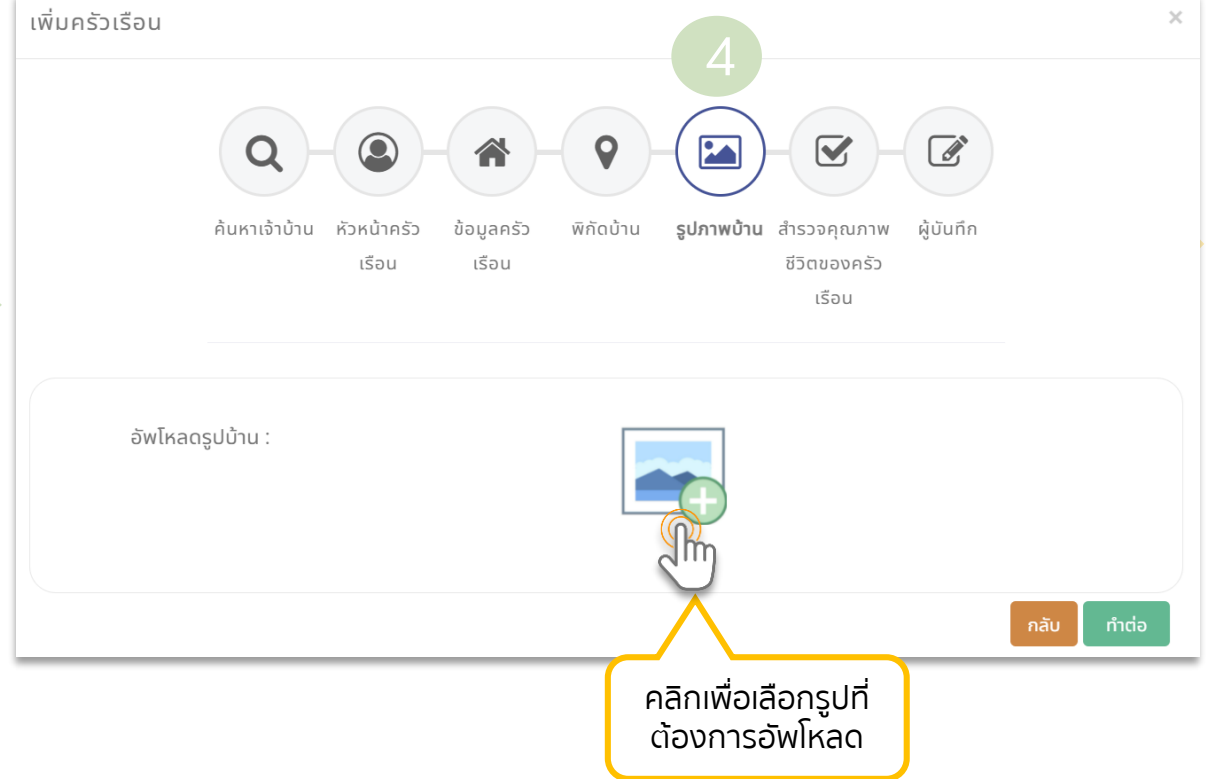 เพิ่มครัวเรือน
×
4
ค้นหาเจ้าบ้าน
หัวหน้าครัว
เรือน
ข้อมูลครัว
เรือน
พิกัดบ้าน
รูปภาพบ้าน
สำรวจคุณภาพ
ชีวิตของครัว
เรือน
ผู้บันทึก
อัพโหลดรูปบ้าน :
กลับ
ทำต่อ
คลิกเพื่อเลือกรูปที่
ต้องการอัพโหลด